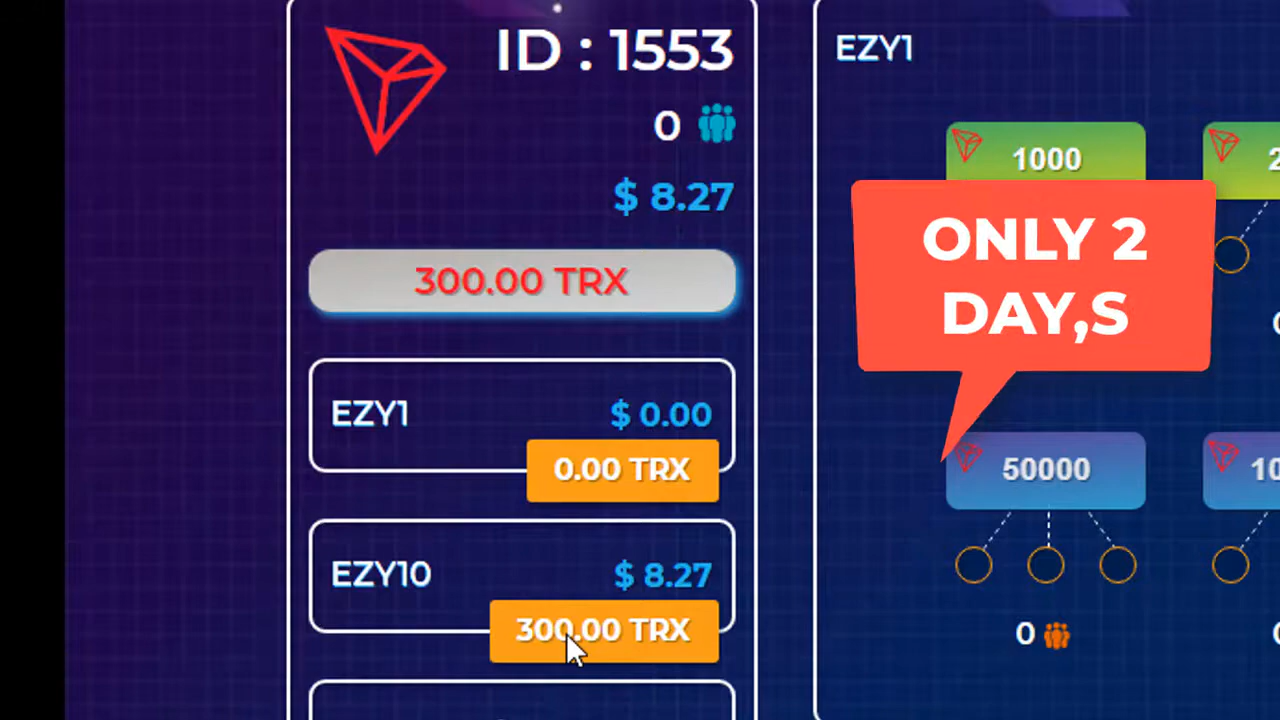 ID : 1553
0
$ 8.27
300.00 TRX
EZY1
$ 0.00
0.00 TRX
EZY10
$ 8.27
300.00 TRX
EZY1
1000
ONLY 2
DAY,S
50000
0